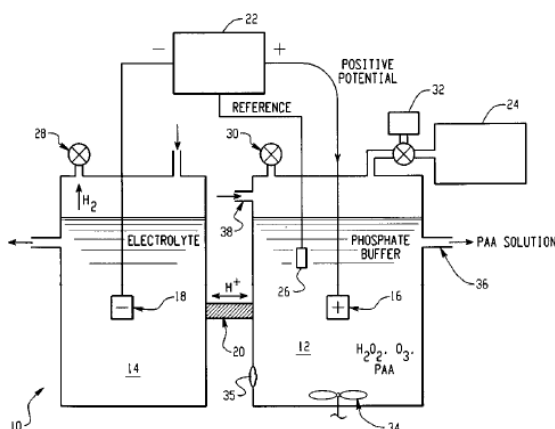 22
−
+
POSITIVE
POTENTIAL
32
24
REFERENCE
28
30
H₂
38
ELECTROLYTE
PHOSPHATE
BUFFER
PAA SOLUTION
36
26
H⁺
−
18
+
16
20
12
H₂O₂, O₃,
PAA
14
35
34
10